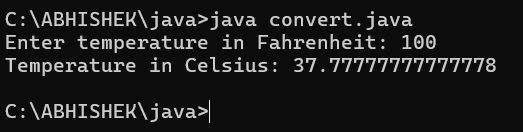 C:\ABHISHEK\java>java convert.java
Enter temperature in Fahrenheit: 100
Temperature in Celsius: 37.77777777777778
C:\ABHISHEK\java>